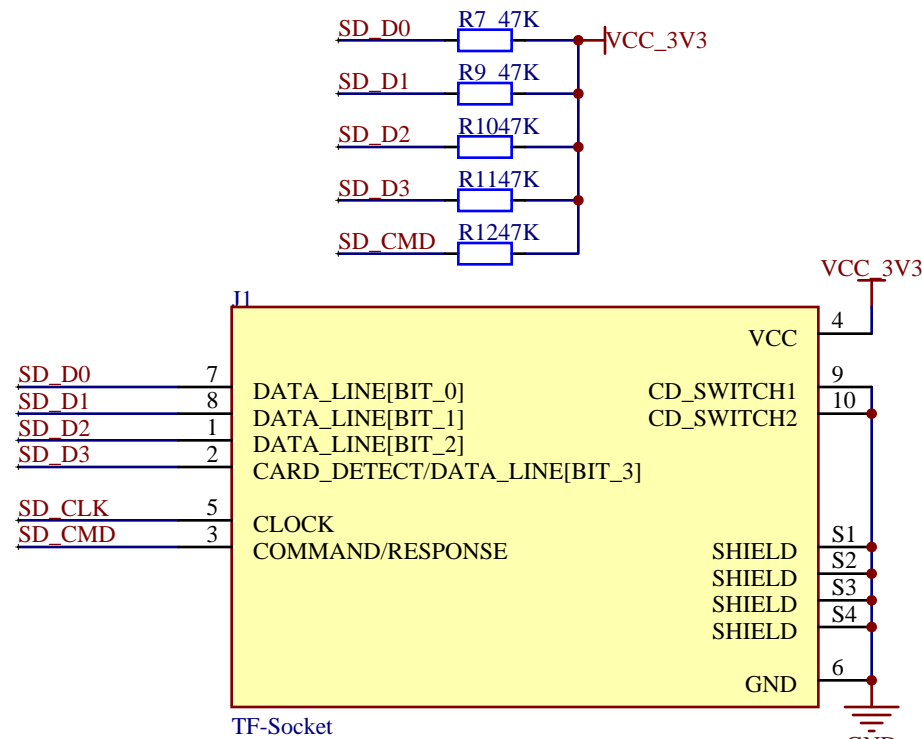 SD_D0 R7 47K VCC_3V3
SD_D1 R9 47K
SD_D2 R1047K
SD_D3 R1147K
SD_CMD R1247K
VCC_3V3
J1
4
VCC
SD_D0 7 DATA_LINE[BIT_0] CD_SWITCH1 9
SD_D1 8 DATA_LINE[BIT_1] CD_SWITCH2 10
SD_D2 1 DATA_LINE[BIT_2]
SD_D3 2 CARD_DETECT/DATA_LINE[BIT_3]
SD_CLK 5 CLOCK
SD_CMD 3 COMMAND/RESPONSE SHIELD S1
SHIELD S2
SHIELD S3
SHIELD S4
GND 6
TF-Socket
GND